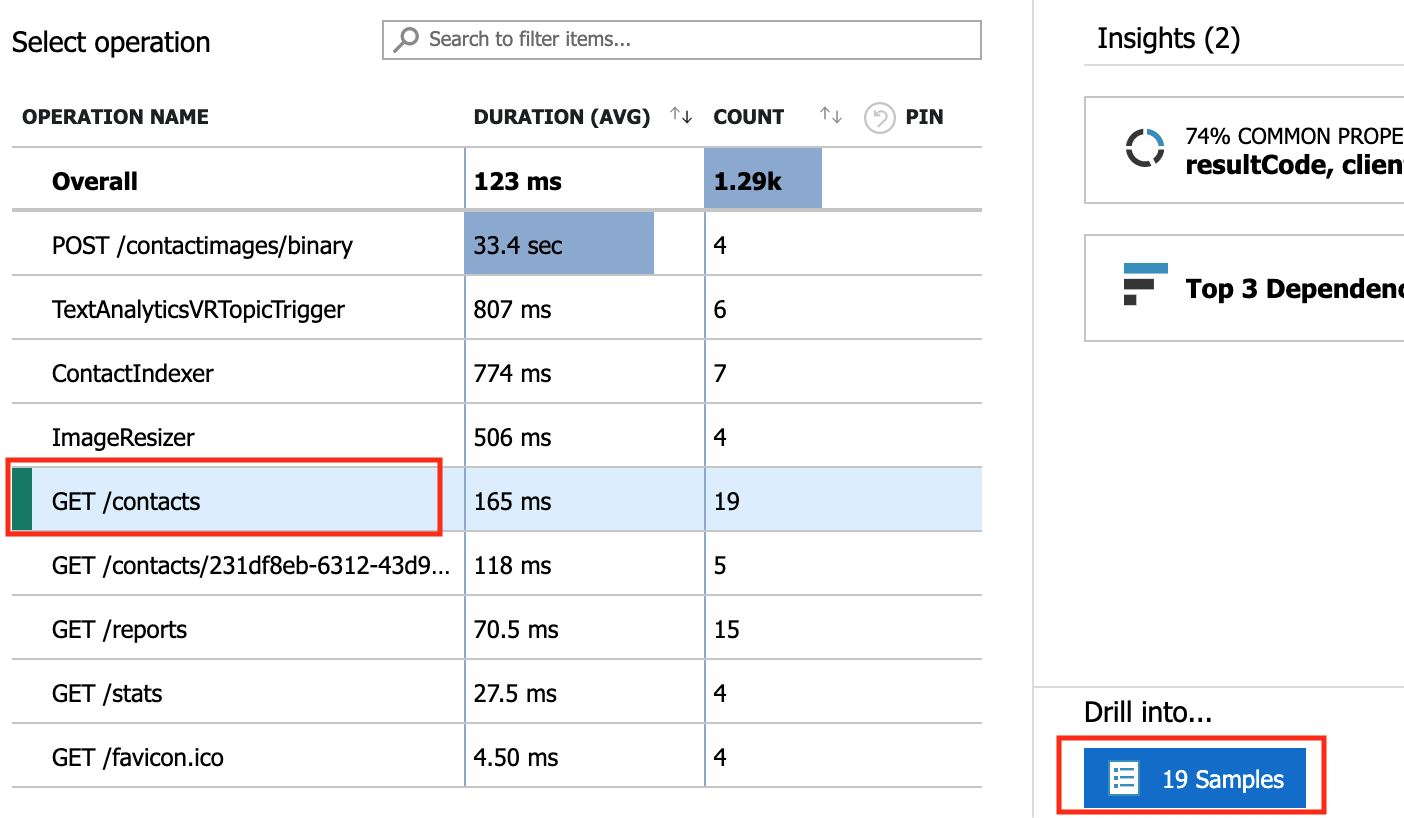 Select operation
Search to filter items...
OPERATION NAME DURATION (AVG) COUNT PIN
Overall 123 ms 1.29k
POST /contactimages/binary 33.4 sec 4
TextAnalyticsVRTopicTrigger 807 ms 6
ContactIndexer 774 ms 7
ImageResizer 506 ms 4
GET /contacts 165 ms 19
GET /contacts/231df8eb-6312-43d9... 118 ms 5
GET /reports 70.5 ms 15
GET /stats 27.5 ms 4
GET /favicon.ico 4.50 ms 4
Insights (2)
74% COMMON PROPE
resultCode, clien
Top 3 Dependenc
Drill into...
19 Samples